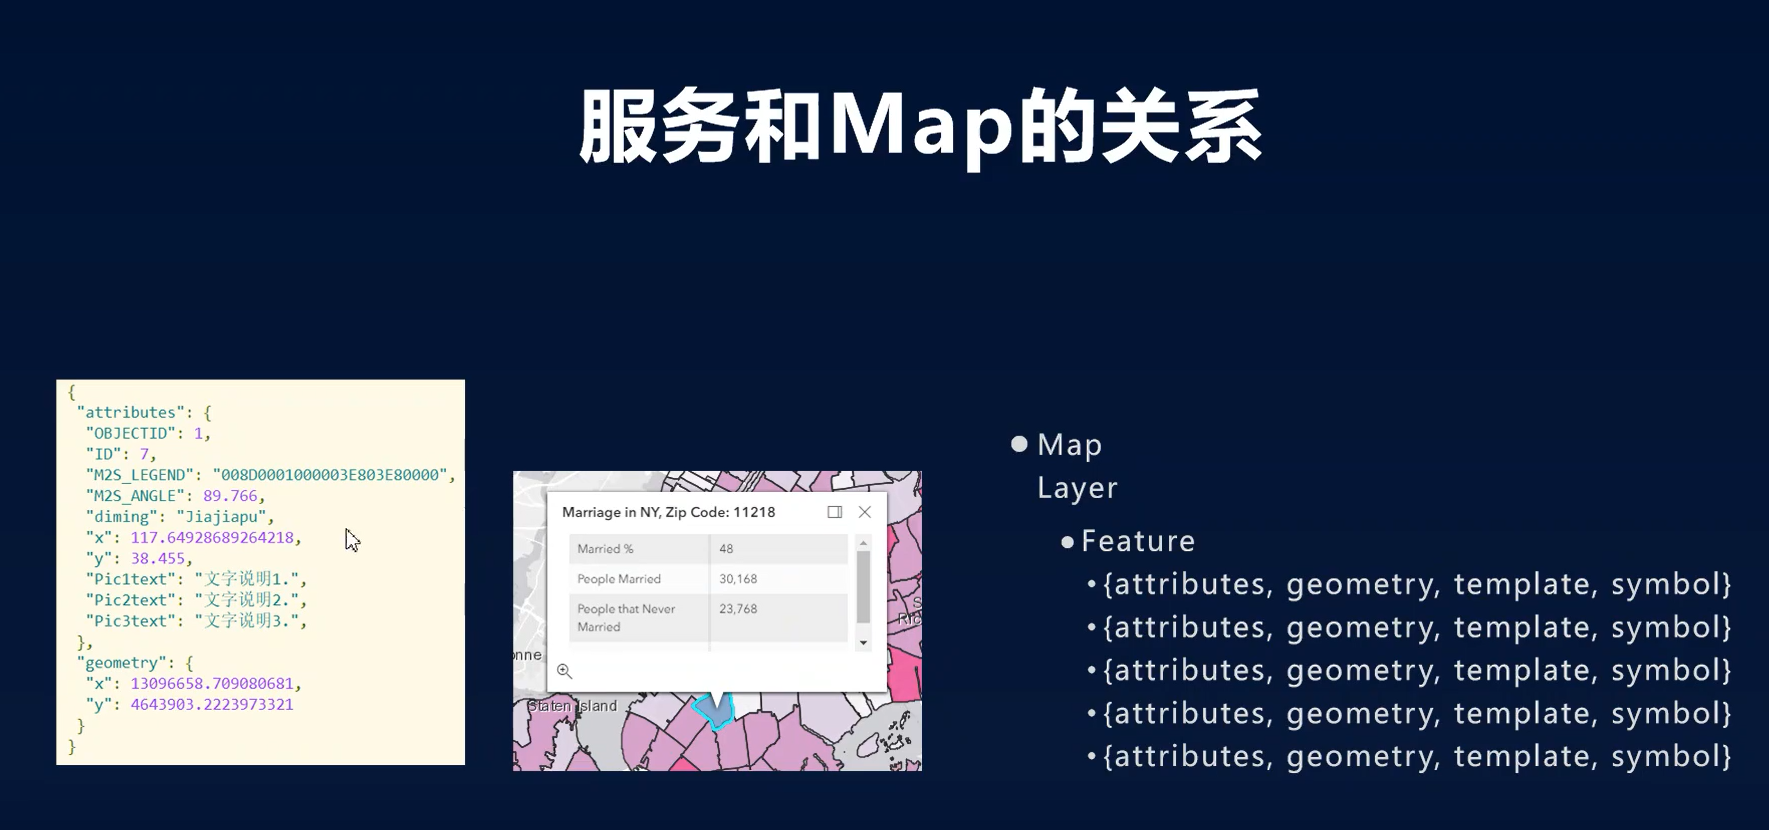 服务和Map的关系
{
"attributes": {
"OBJECTID": 1,
"ID": 7,
"M2S_LEGEND": "008D0001000003E803E80000",
"M2S_ANGLE": 89.766,
"diming": "Jiajiapu",
"x": 117.64928689264218,
"y": 38.455,
"Pic1text": "文字说明1.",
"Pic2text": "文字说明2.",
"Pic3text": "文字说明3.",
},
"geometry": {
"x": 13096658.709080681,
"y": 4643903.2223973321
}
}
Marriage in NY, Zip Code: 11218
Married % 48
People Married 30,168
People that Never 23,768
Married
onne
Staten Island
S
Ric
Map
Layer
Feature
{attributes, geometry, template, symbol}
{attributes, geometry, template, symbol}
{attributes, geometry, template, symbol}
{attributes, geometry, template, symbol}
{attributes, geometry, template, symbol}